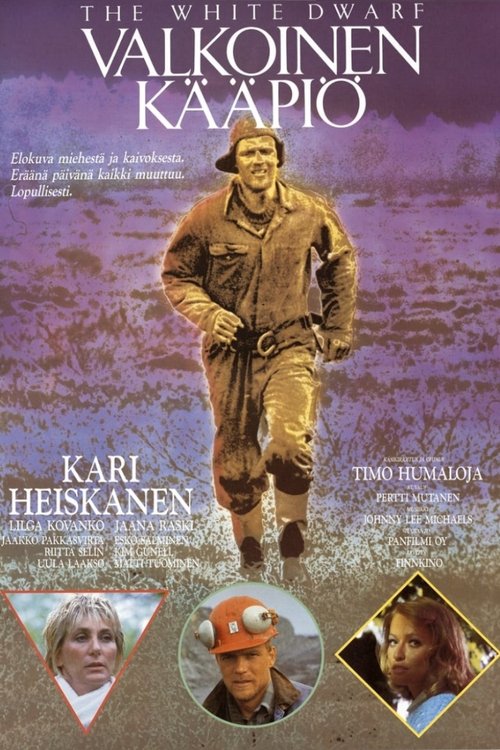 THE WHITE DWARF
VALKOINEN
KÄÄPIÖ
Elokuva miehestä ja kaivoksesta.
Eräänä päivänä kaikki muuttuu.
Lopullisesti.
KARI
HEISKANEN
LILGA KOVANKO JAANA RASKI
JAAKKO PAKKASVIRTA ESKO SALMINEN
RIITTA SELIN KIM GUNELL
UULA LAAKSO MATTI TUOMINEN
TIMO HUMALOJA
PERTTI MUTANEN
JOHNNY LEE MICHAELS
PANFILMI OY
FINNKINO